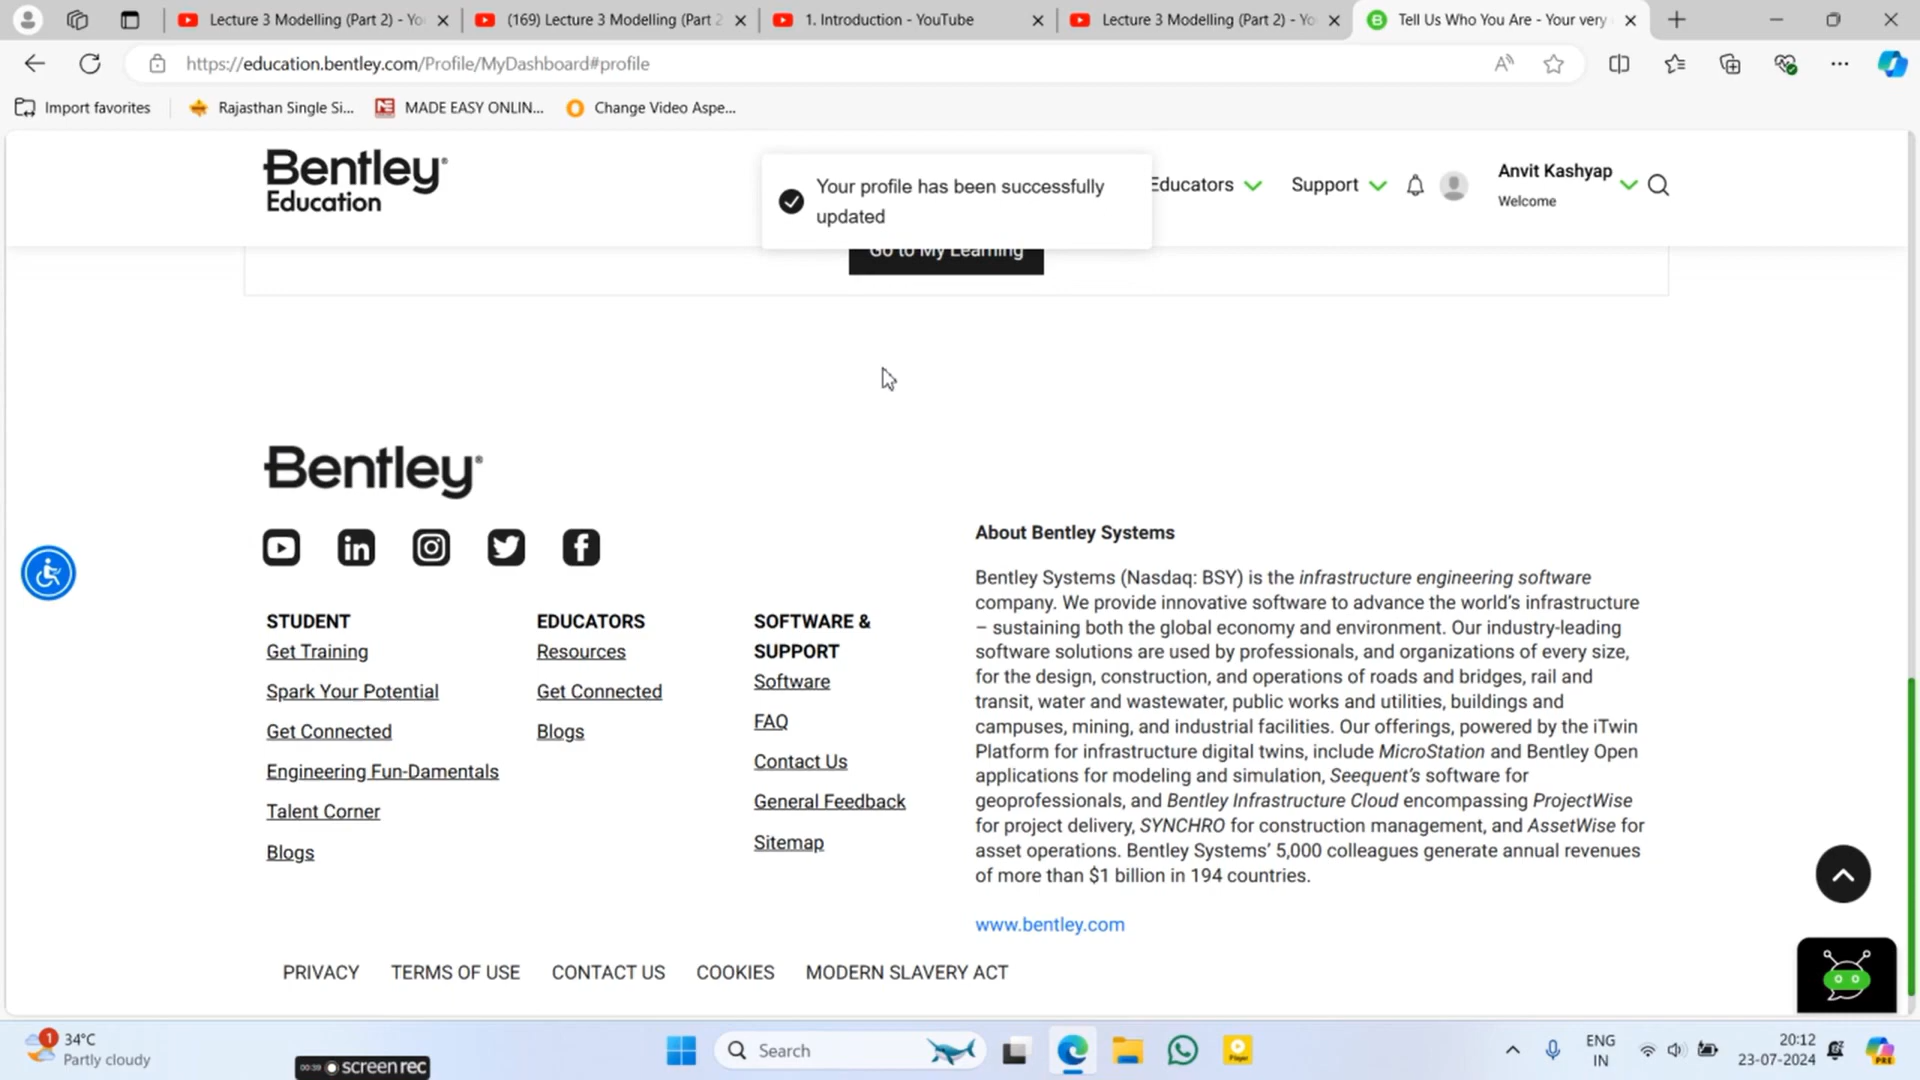 Lecture 3 Modelling (Part 2) - Yo
(169) Lecture 3 Modelling (Part 2
1. Introduction - YouTube
Lecture 3 Modelling (Part 2) - Yo
Tell Us Who You Are - Your very
https://education.bentley.com/Profile/MyDashboard#profile
Import favorites
Rajasthan Single Si...
MADE EASY ONLIN...
Change Video Aspe...
Bentley
Education
Your profile has been successfully
updated
Educators
Support
Anvit Kashyap
Welcome
Go to My Learning
Bentley
STUDENT
Get Training
Spark Your Potential
Get Connected
Engineering Fun-Damentals
Talent Corner
Blogs
EDUCATORS
Resources
Get Connected
Blogs
SOFTWARE &
SUPPORT
Software
FAQ
Contact Us
General Feedback
Sitemap
About Bentley Systems
Bentley Systems (Nasdaq: BSY) is the infrastructure engineering software
company. We provide innovative software to advance the world's infrastructure
– sustaining both the global economy and environment. Our industry-leading
software solutions are used by professionals, and organizations of every size,
for the design, construction, and operations of roads and bridges, rail and
transit, water and wastewater, public works and utilities, buildings and
campuses, mining, and industrial facilities. Our offerings, powered by the iTwin
Platform for infrastructure digital twins, include MicroStation and Bentley Open
applications for modeling and simulation, Seequent's software for
geoprofessionals, and Bentley Infrastructure Cloud encompassing ProjectWise
for project delivery, SYNCHRO for construction management, and AssetWise for
asset operations. Bentley Systems' 5,000 colleagues generate annual revenues
of more than $1 billion in 194 countries.
www.bentley.com
PRIVACY TERMS OF USE CONTACT US COOKIES MODERN SLAVERY ACT
1
34°C
Partly cloudy
00:39 screen rec
Search
Player
ENG
IN
20:12
23-07-2024
PRE